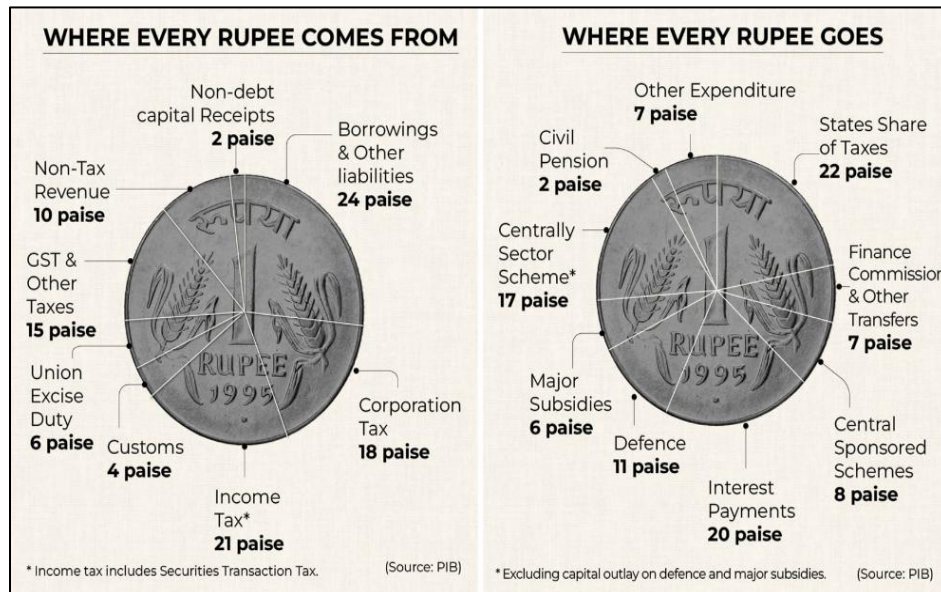 WHERE EVERY RUPEE COMES FROM
Non-debt
capital Receipts
2 paise
Borrowings
& Other
liabilities
24 paise
Non-Tax
Revenue
10 paise
GST &
Other
Taxes
15 paise
Union
Excise
Duty
6 paise
Customs
4 paise
Income
Tax*
21 paise
Corporation
Tax
18 paise
रूपया
1
RUPEE
1995
* Income tax includes Securities Transaction Tax.
(Source: PIB)
WHERE EVERY RUPEE GOES
Other Expenditure
7 paise
Civil
Pension
2 paise
States Share
of Taxes
22 paise
Centrally
Sector
Scheme*
17 paise
Finance
Commission
& Other
Transfers
7 paise
Major
Subsidies
6 paise
Defence
11 paise
Interest
Payments
20 paise
Central
Sponsored
Schemes
8 paise
रूपया
1
RUPEE
1995
* Excluding capital outlay on defence and major subsidies.
(Source: PIB)